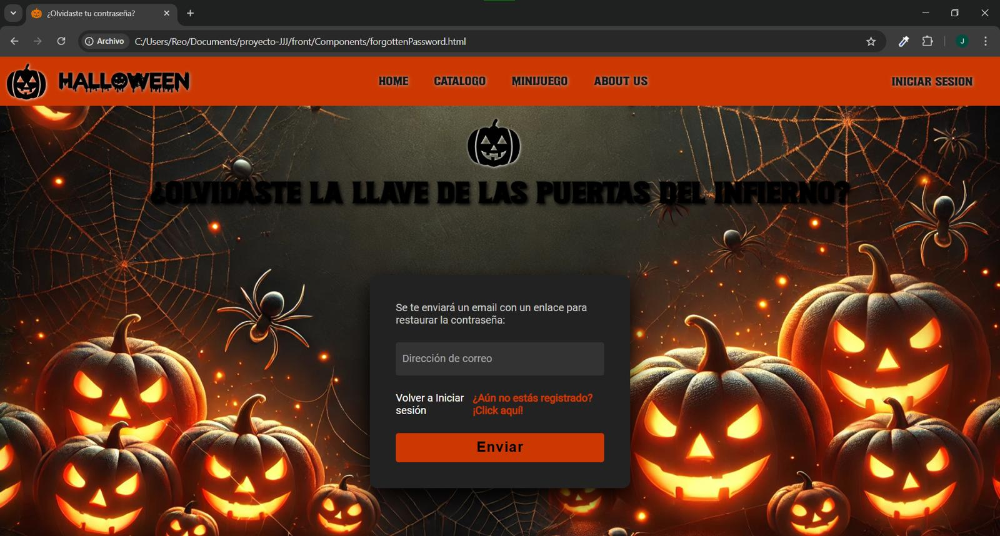 ¿Olvidaste tu contraseña?
Archivo
C:/Users/Reo/Documents/proyecto-JJJ/front/Components/forgottenPassword.html
J
HALLOWEEN
HOME
CATALOGO
MINIJUEGO
ABOUT US
INICIAR SESION
¿OLVIDASTE LA LLAVE DE LAS PUERTAS DEL INFIERNO?
Se te enviará un email con un enlace para
restaurar la contraseña:
Dirección de correo
Volver a Iniciar
sesión
¿Aún no estás registrado?
¡Click aquí!
Enviar